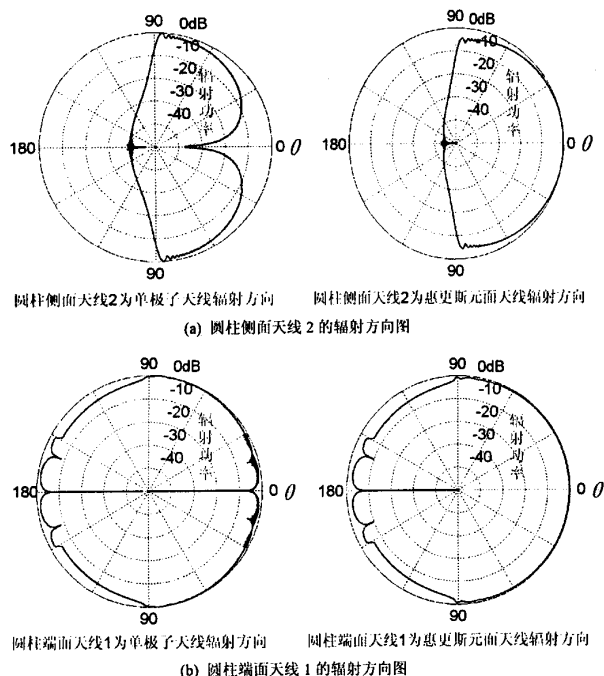 90 0dB
-10
-20
-30
-40
辐射功率
180
0 θ
90
90 0dB
-10
-20
-30
-40
辐射功率
180
0 θ
90
圆柱侧面天线2为单极子天线辐射方向
圆柱侧面天线2为惠更斯元面天线辐射方向
(a) 圆柱侧面天线 2 的辐射方向图
90 0dB
-10
-20
-30
-40
辐射功率
180
0 θ
90
90 0dB
-10
-20
-30
-40
辐射功率
180
0 θ
90
圆柱端面天线1为单极子天线辐射方向
圆柱端面天线1为惠更斯元面天线辐射方向
(b) 圆柱端面天线 1 的辐射方向图